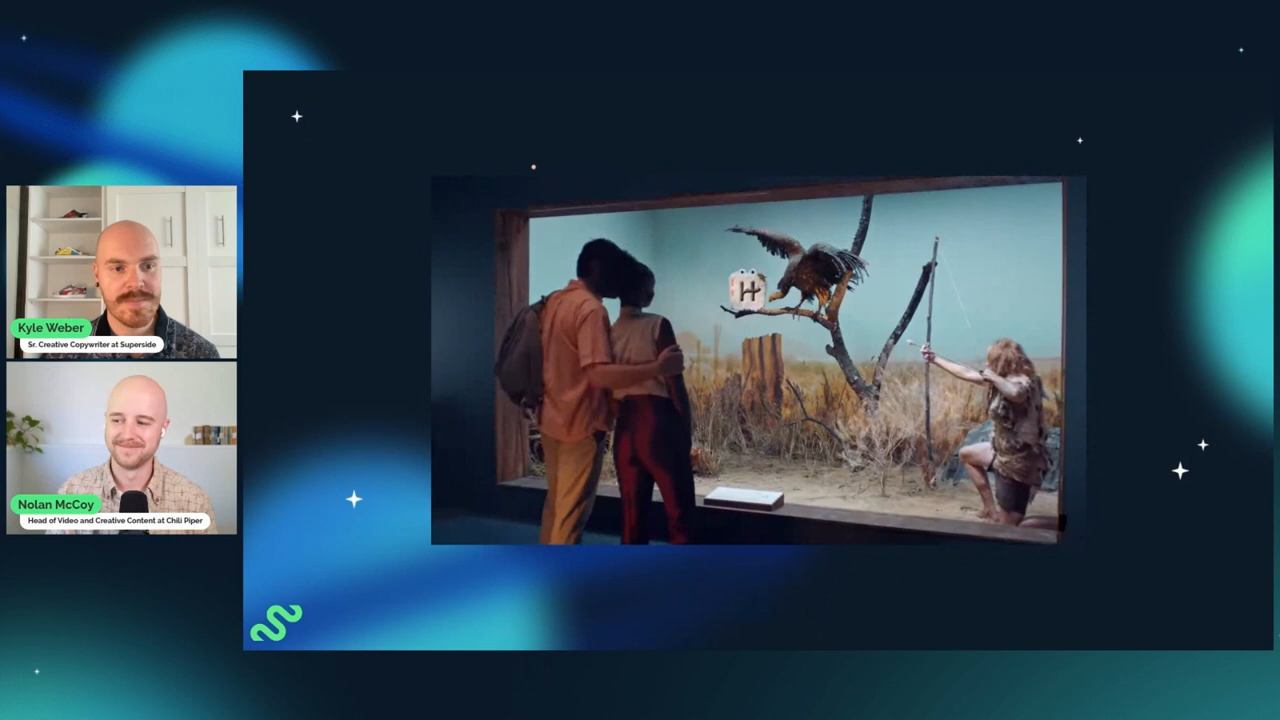 Kyle Weber
Sr. Creative Copywriter at Superside
Nolan McCoy
Head of Video and Creative Content at Chili Piper
H